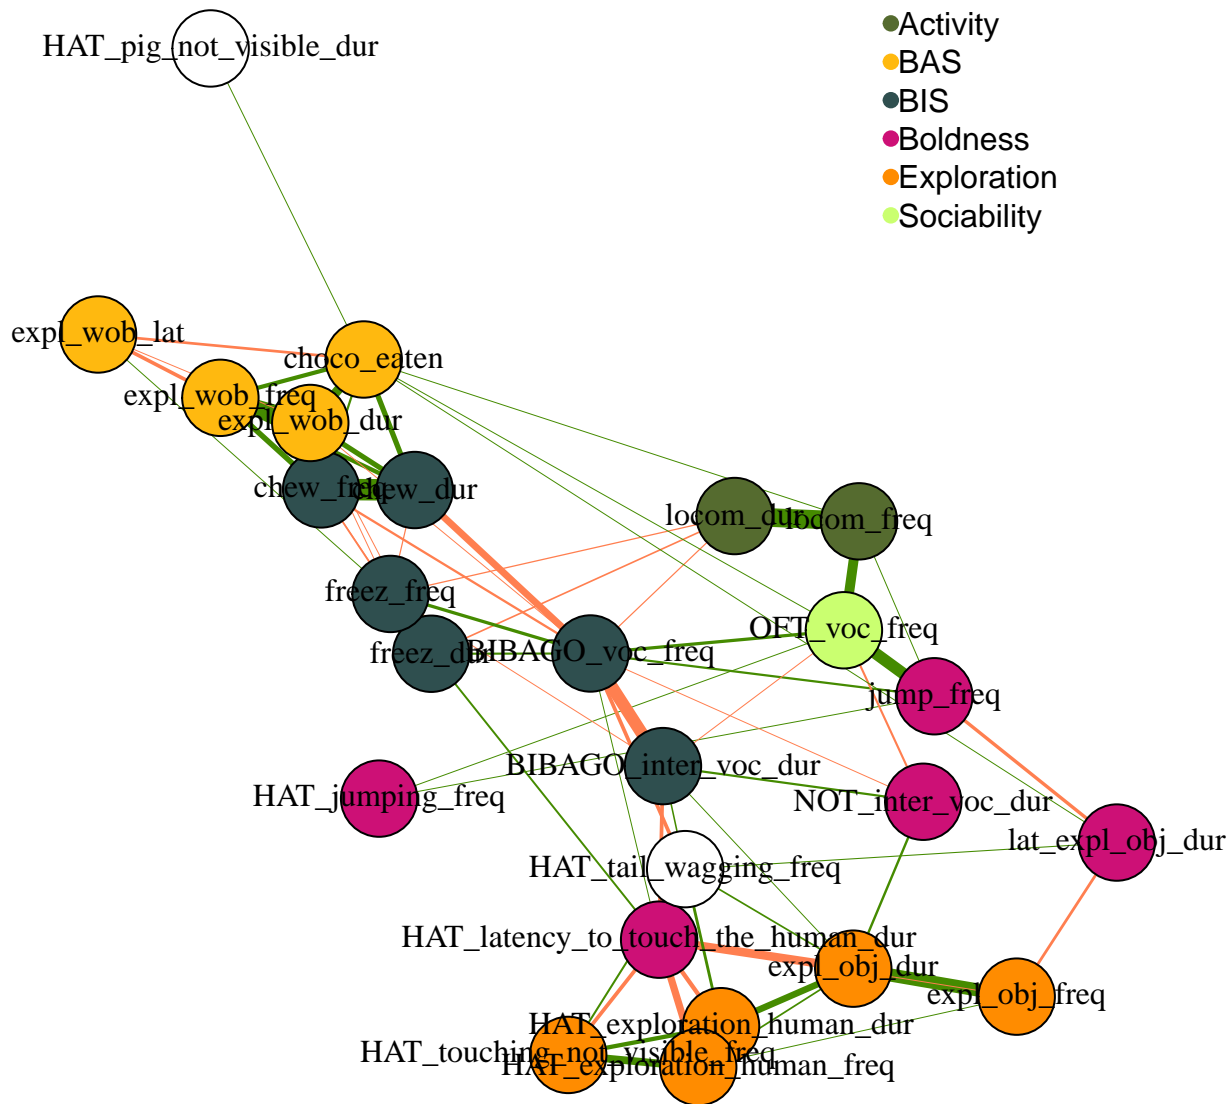 Activity
HAT_pig_not_visible_dur
BAS
BIS
Boldness
Exploration
Sociability
expl_wob_lat
choco_eaten
expl_wob_freq
expl_wob_dur
chew_freq
chew_dur
locom_dur
locom_freq
freez_freq
OFT_voc_freq
freez_dur
BIBAGO_voc_freq
jump_freq
BIBAGO_inter_voc_dur
HAT_jumping_freq
NOT_inter_voc_dur
lat_expl_obj_dur
HAT_tail_wagging_freq
HAT_latency_to_touch_the_human_dur
expl_obj_dur
expl_obj_freq
HAT_exploration_human_dur
HAT_touching_not_visible_freq
HAT_exploration_human_freq